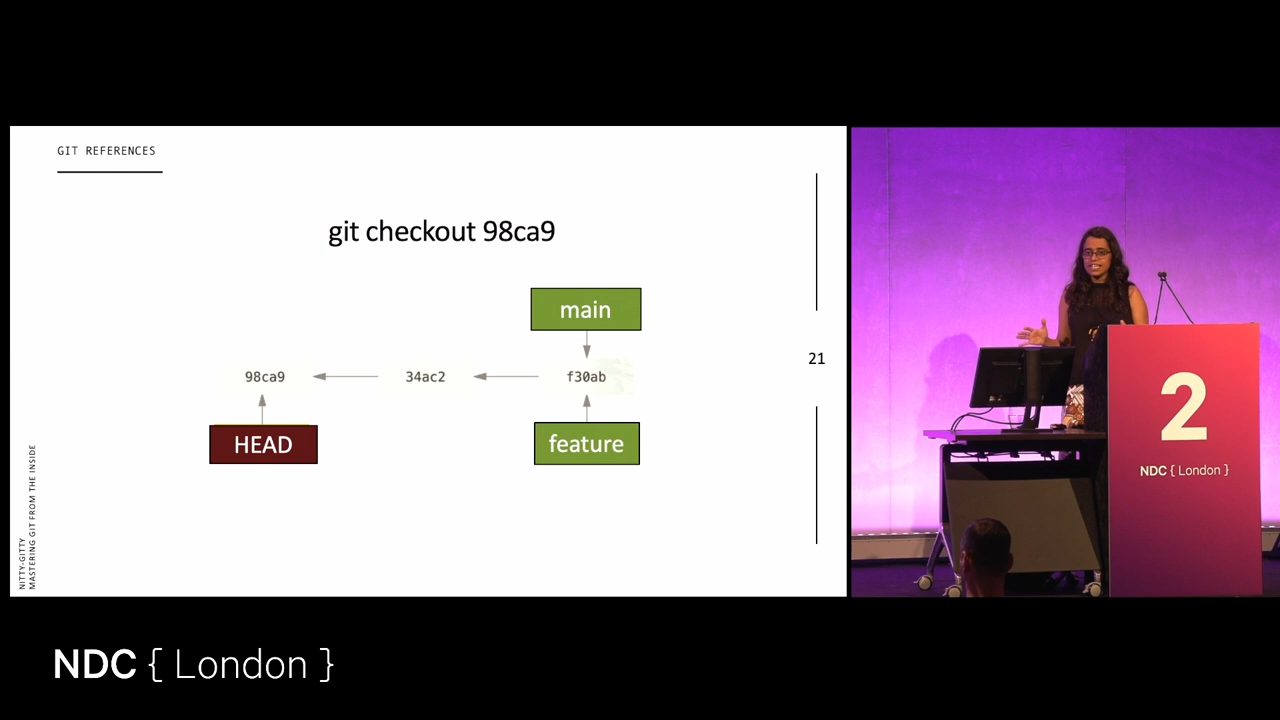 GIT REFERENCES
git checkout 98ca9
main
98ca9
34ac2
f30ab
HEAD
feature
21
NITTY-GITTY
MASTERING GIT FROM THE INSIDE
2
NDC { London }
NDC { London }